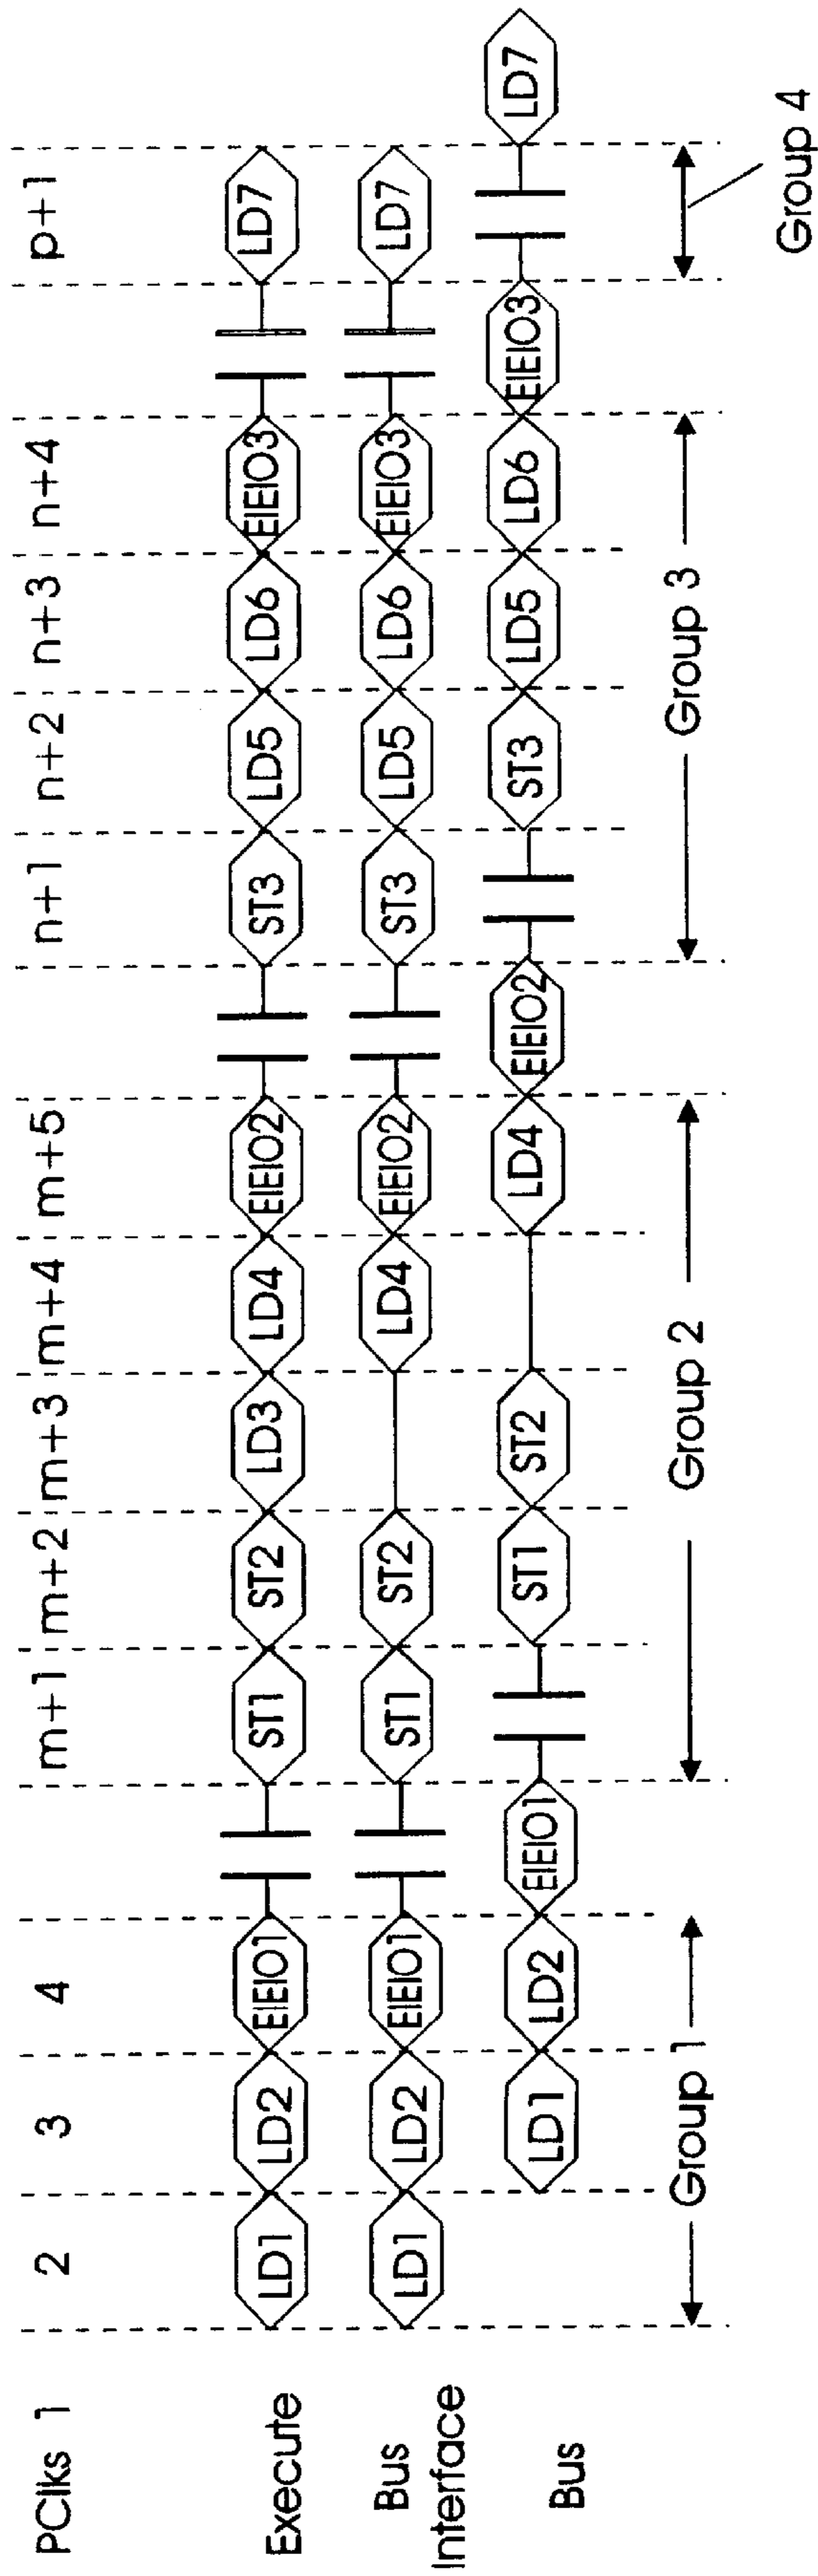 PClks 1 2 3 4 m+1 m+2 m+3 m+4 m+5 n+1 n+2 n+3 n+4 p+1
Execute LD1 LD2 EIEIO1 ST1 ST2 LD3 LD4 EIEIO2 ST3 LD5 LD6 EIEIO3 LD7
Bus Interface LD1 LD2 EIEIO1 ST1 ST2 LD4 EIEIO2 ST3 LD5 LD6 EIEIO3 LD7
Bus LD1 LD2 EIEIO1 ST1 ST2 LD4 EIEIO2 ST3 LD5 LD6 EIEIO3 LD7
Group 1 Group 2 Group 3
Group 4